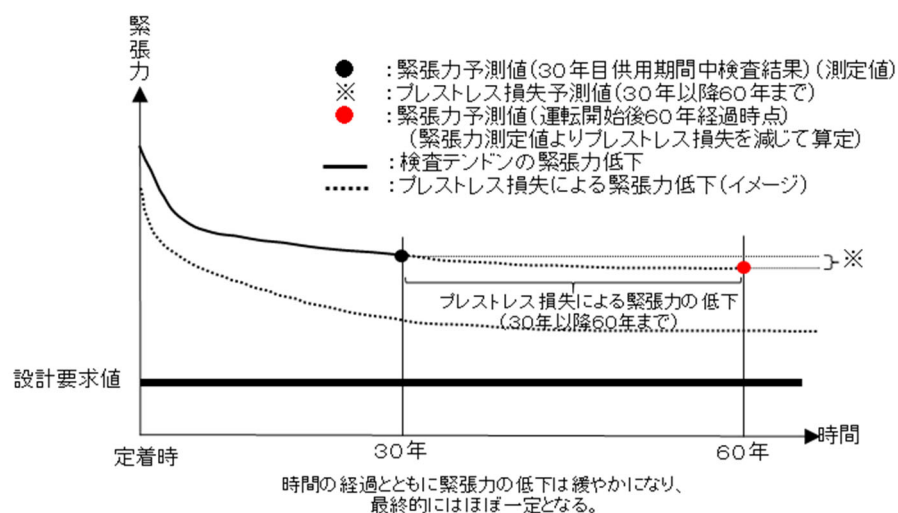 緊張力
● : 緊張力予測値(30年目供用期間中検査結果)(測定値)
※ : プレストレス損失予測値(30年以降60年まで)
● : 緊張力予測値(運転開始後60年経過時点)
(緊張力測定値よりプレストレス損失を減じて算定)
: 検査テンドンの緊張力低下
: プレストレス損失による緊張力低下(イメージ)
※
プレストレス損失による緊張力の低下
(30年以降60年まで)
設計要求値
定着時
30年
60年
時間
時間の経過とともに緊張力の低下は緩やかになり、
最終的にはほぼ一定となる。